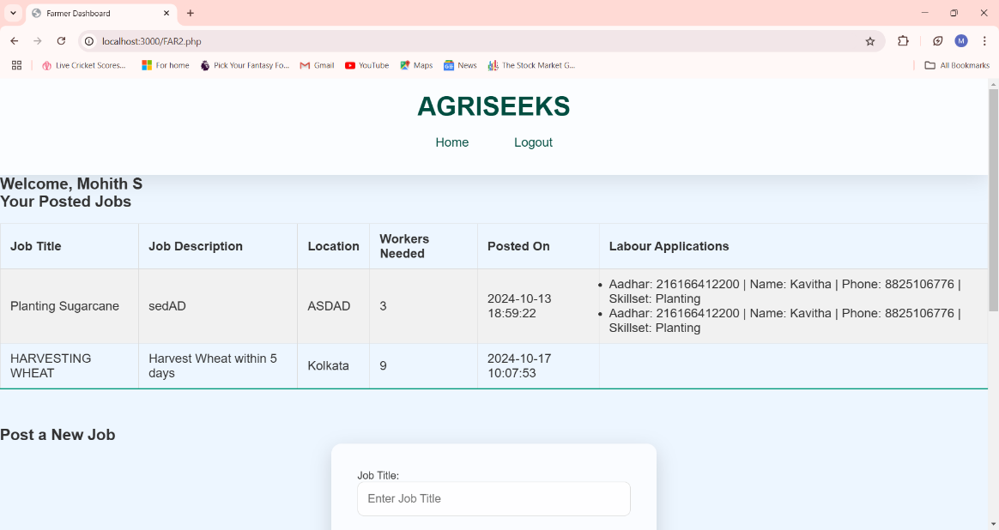 Farmer Dashboard
localhost:3000/FAR2.php
Live Cricket Scores...
For home
Pick Your Fantasy Fo...
Gmail
YouTube
Maps
News
The Stock Market G...
All Bookmarks
M
AGRISEEKS
Home Logout
Welcome, Mohith S
Your Posted Jobs
Job Title Job Description Location Workers Needed Posted On Labour Applications
Planting Sugarcane sedAD ASDAD 3 2024-10-13 18:59:22
Aadhar: 216166412200 | Name: Kavitha | Phone: 8825106776 |
Skillset: Planting
Aadhar: 216166412200 | Name: Kavitha | Phone: 8825106776 |
Skillset: Planting
HARVESTING WHEAT Harvest Wheat within 5 days Kolkata 9 2024-10-17 10:07:53
Post a New Job
Job Title:
Enter Job Title